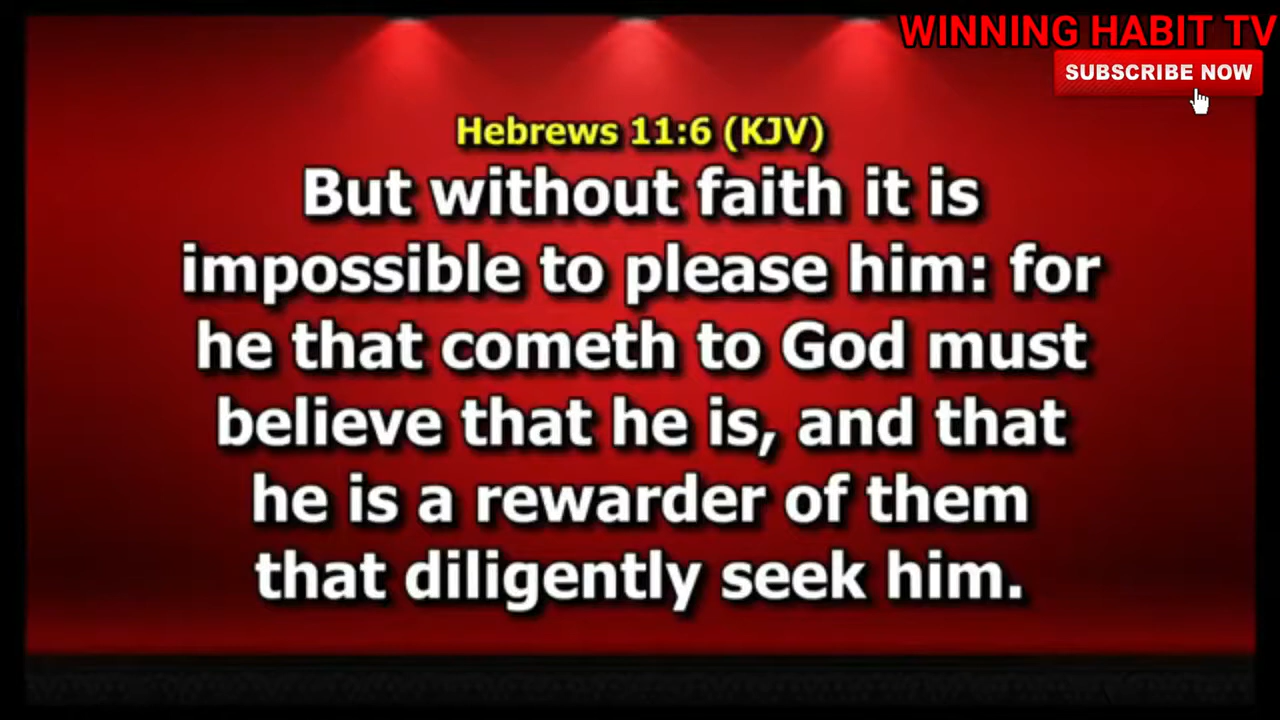 WINNING HABIT TV
SUBSCRIBE NOW
Hebrews 11:6 (KJV)
But without faith it is
impossible to please him: for
he that cometh to God must
believe that he is, and that
he is a rewarder of them
that diligently seek him.